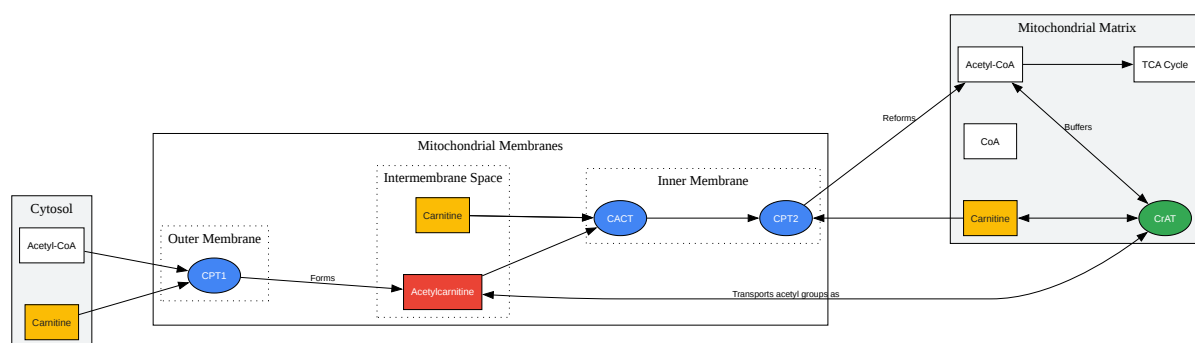 Mitochondrial Matrix
Acetyl-CoA
TCA Cycle
Reforms
Buffers
CoA
Mitochondrial Membranes
Intermembrane Space
Inner Membrane
Cytosol
Carnitine
CACT
CPT2
Carnitine
CrAT
Acetyl-CoA
Outer Membrane
CPT1
Forms
Acetylcarnitine
Transports acetyl groups as
Carnitine